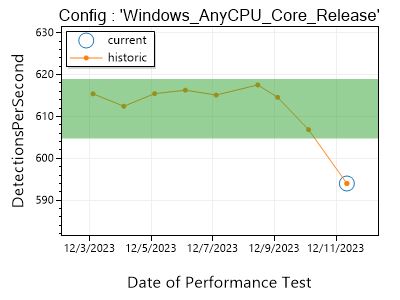 Config : 'Windows_AnyCPU_Core_Release'
current
historic
DetectionsPerSecond
630
620
610
600
590
12/3/2023 12/5/2023 12/7/2023 12/9/2023 12/11/2023
Date of Performance Test